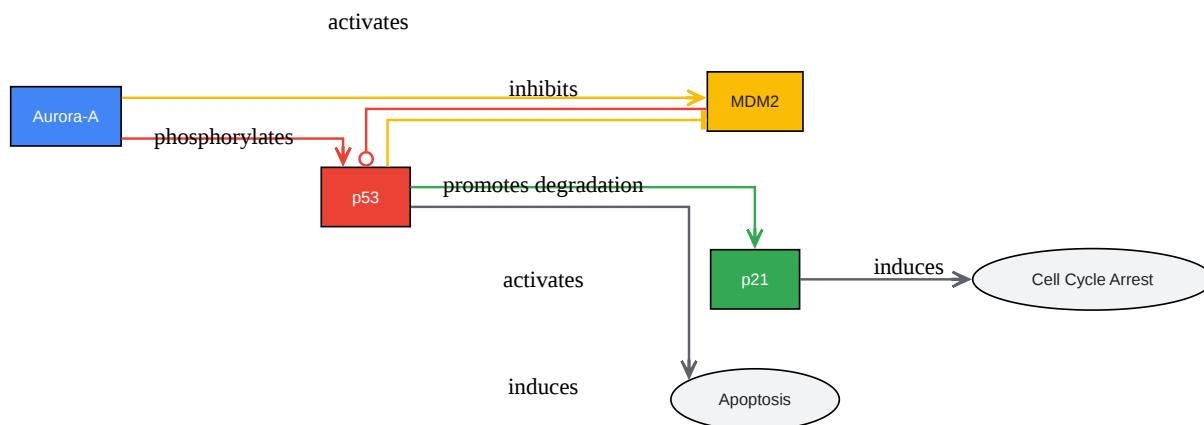 activates
inhibits
MDM2
Aurora-A
phosphorylates
promotes degradation
p53
induces
activates
p21
Cell Cycle Arrest
induces
Apoptosis